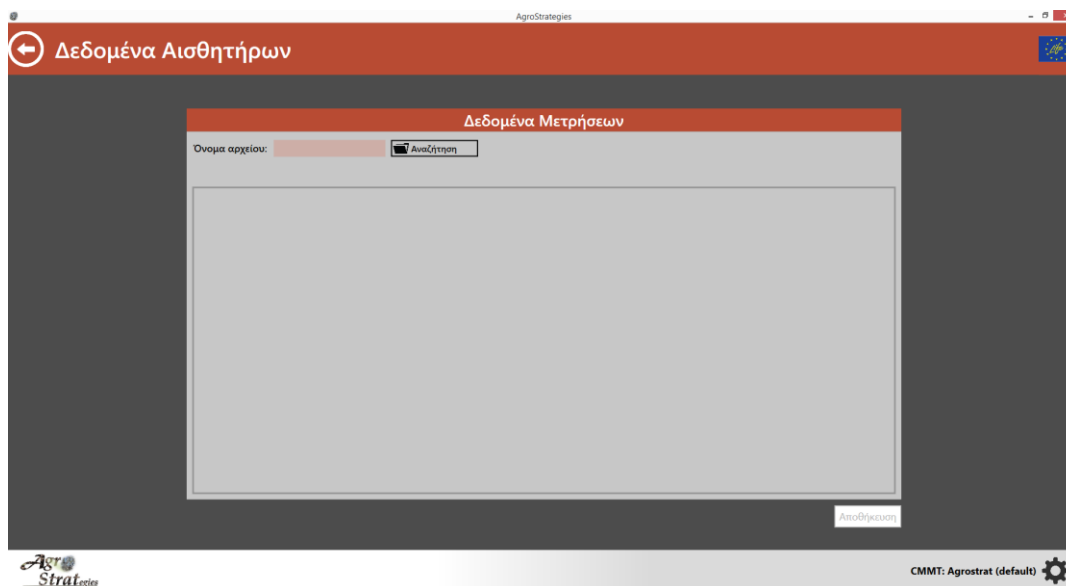 AgroStrategies
Δεδομένα Αισθητήρων
Δεδομένα Μετρήσεων
Όνομα αρχείου:
Αναζήτηση
Αποθήκευση
Agro
Strategies
CMMT: Agrostrat (default)